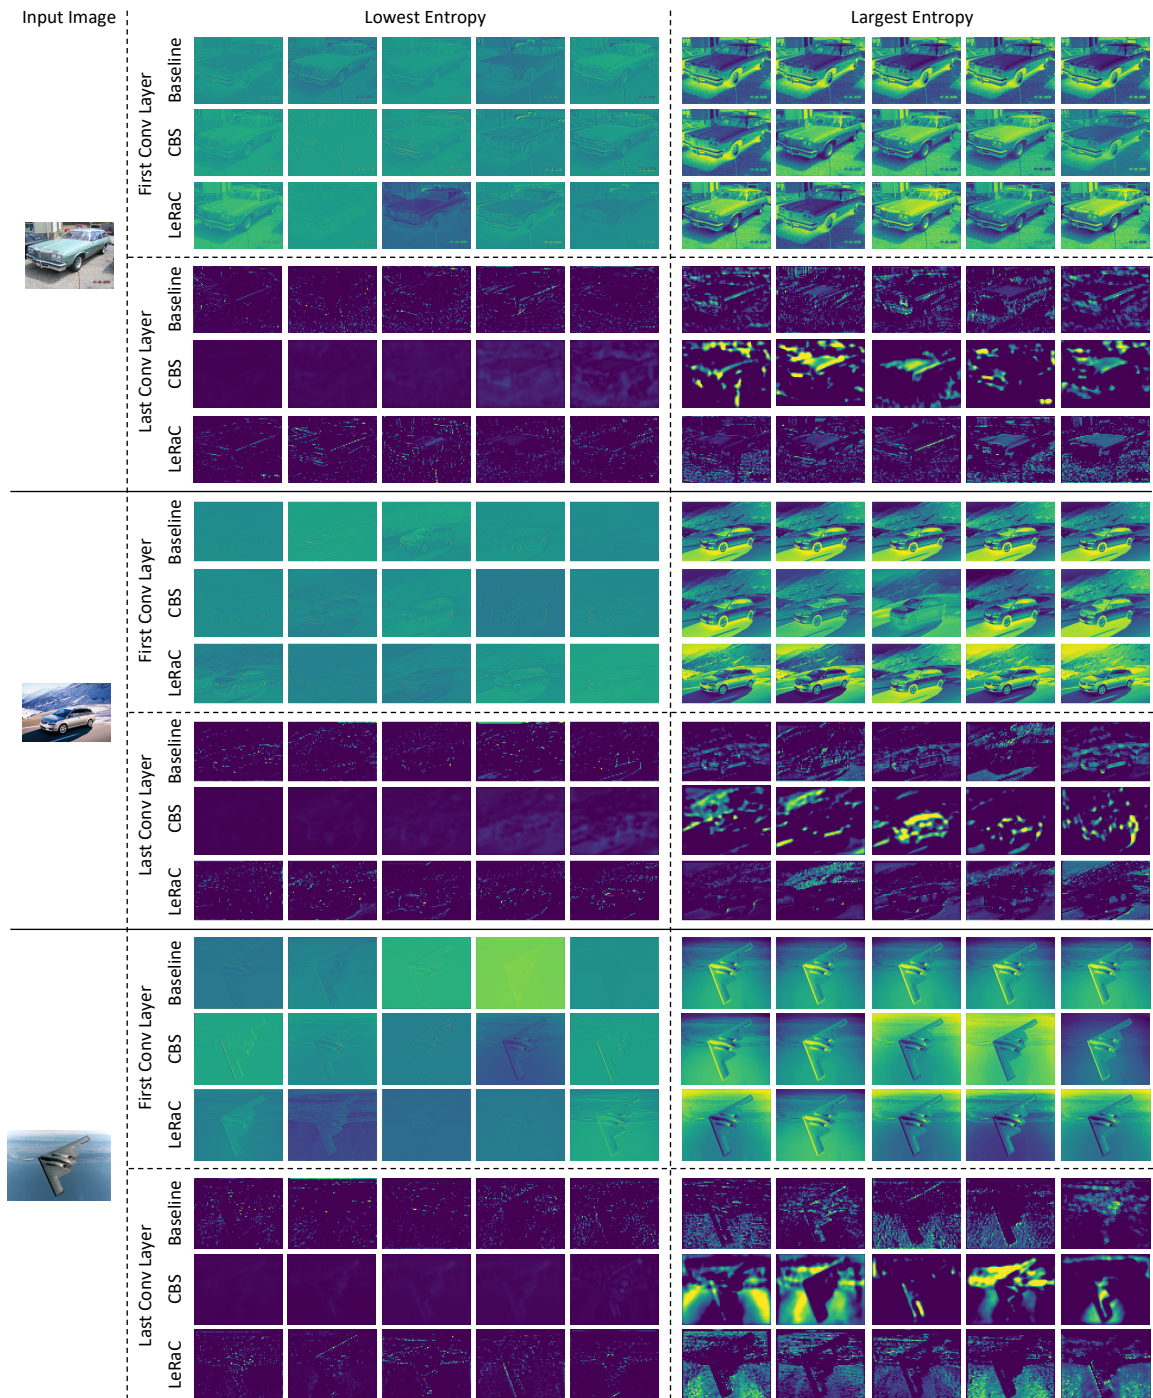 Input Image
Lowest Entropy
Largest Entropy
First Conv Layer
Baseline
CBS
LeRaC
Last Conv Layer
Baseline
CBS
LeRaC
First Conv Layer
Baseline
CBS
LeRaC
Last Conv Layer
Baseline
CBS
LeRaC
First Conv Layer
Baseline
CBS
LeRaC
Last Conv Layer
Baseline
CBS
LeRaC